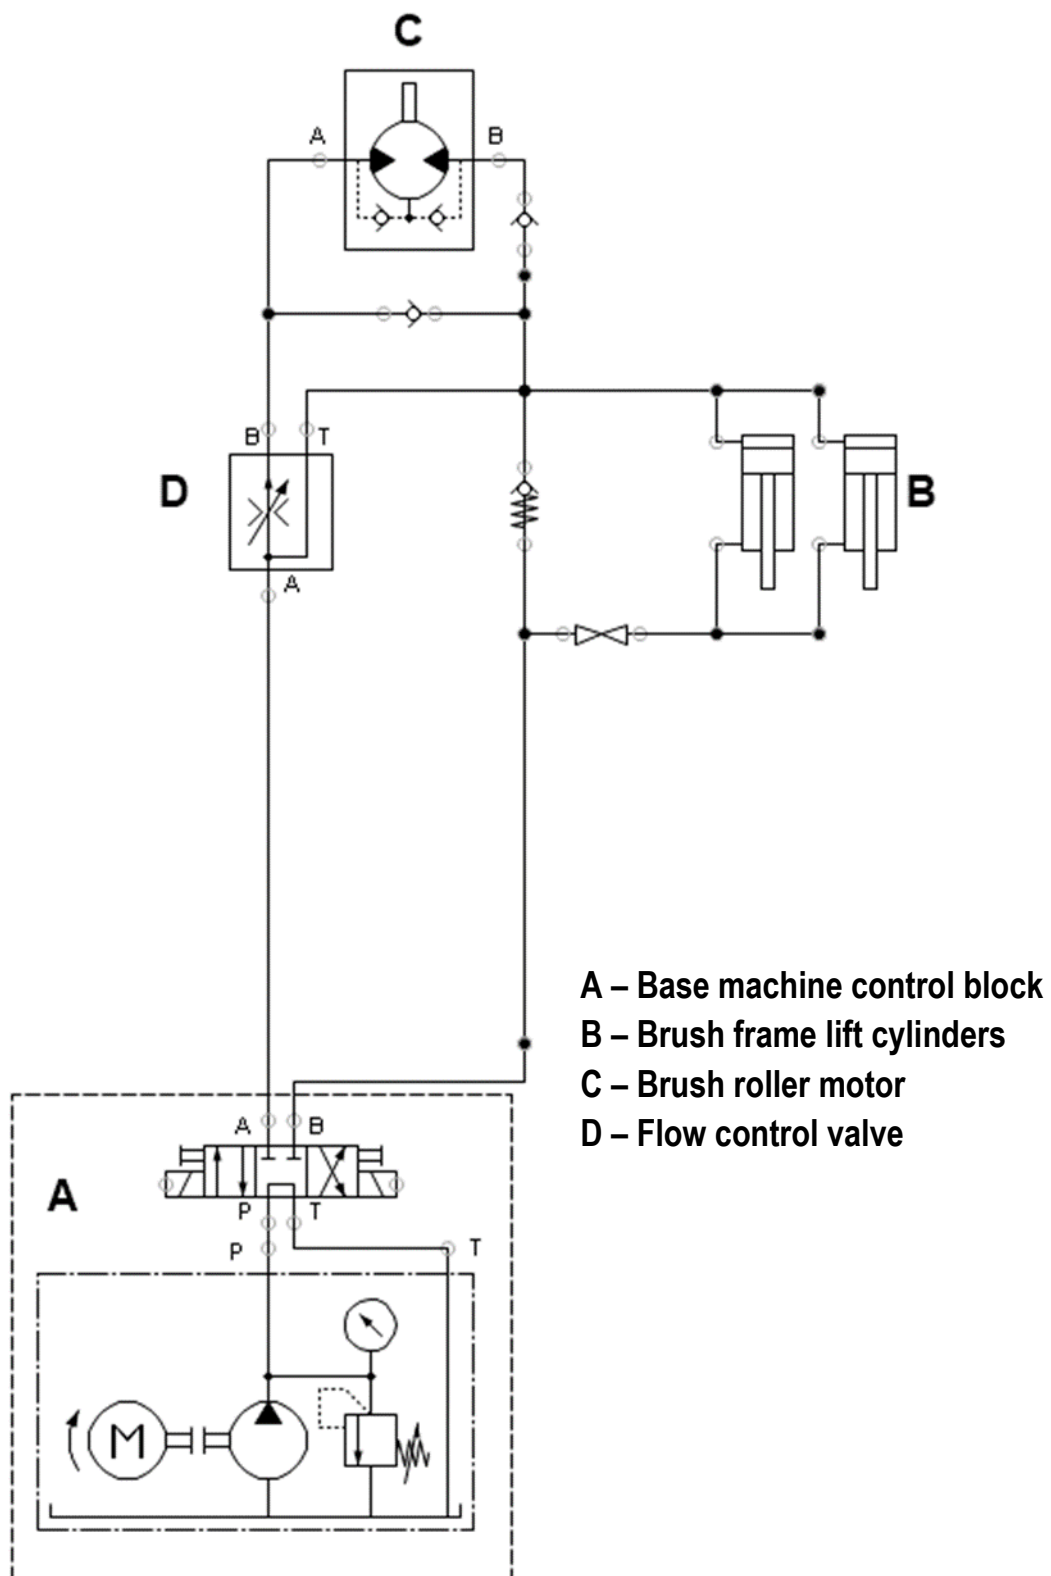 C
A B
B T
D B
A
A – Base machine control block
B – Brush frame lift cylinders
C – Brush roller motor
D – Flow control valve
A B
A
P T
P T
M